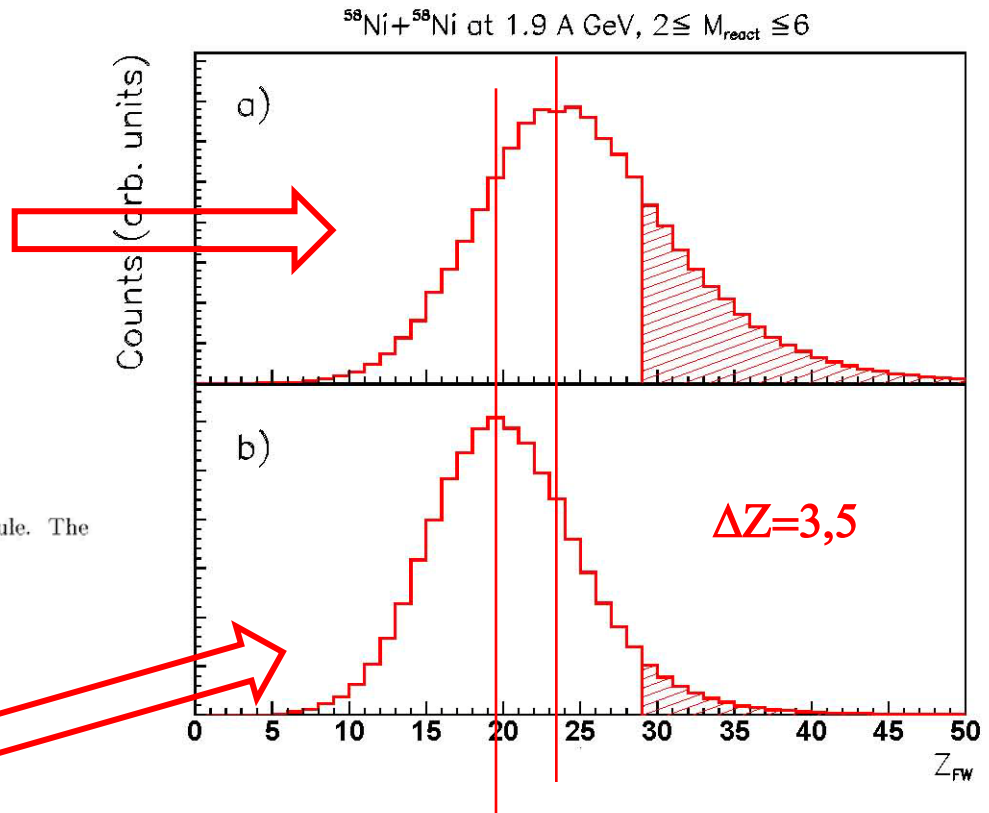 ⁵⁸Ni+⁵⁸Ni at 1.9 A GeV, 2≤ M_react ≤6
Counts (arb. units)
a)
b)
ΔZ=3,5
ule. The
0 5 10 15 20 25 30 35 40 45 50
Z_FW